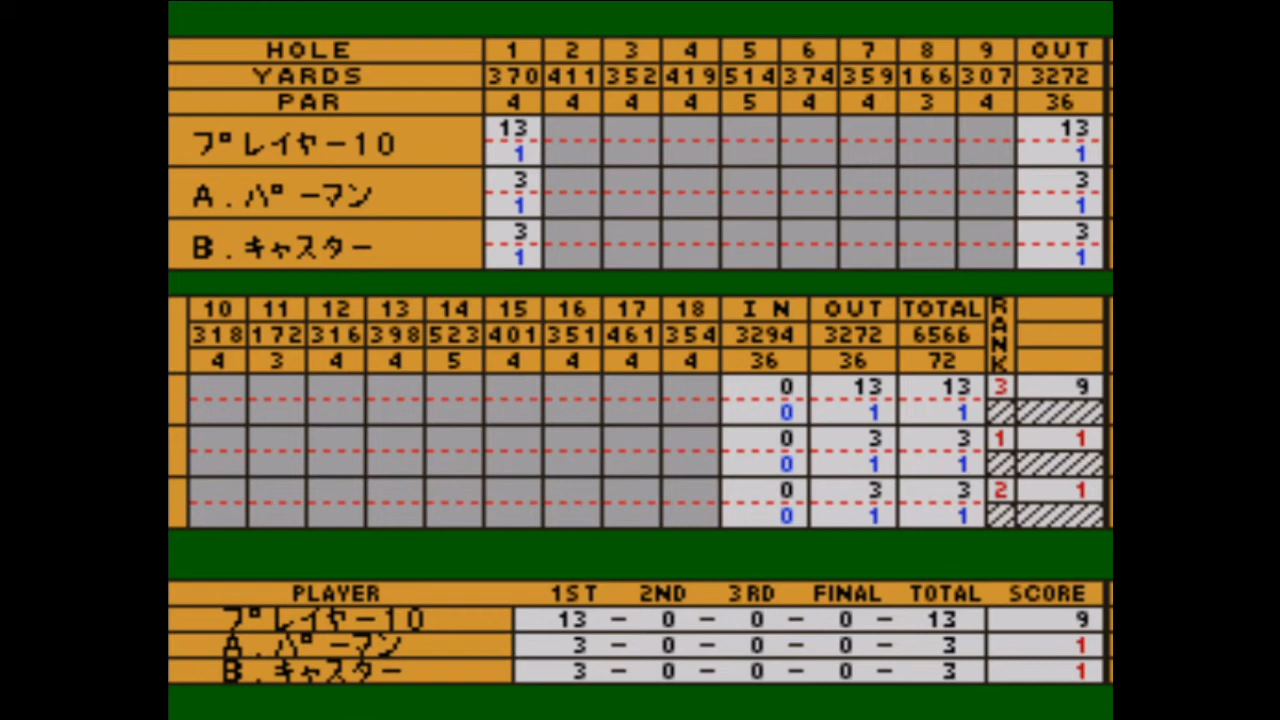 HOLE 1 2 3 4 5 6 7 8 9 OUT
YARDS 370 411 352 419 514 374 359 166 307 3272
PAR 4 4 4 4 5 4 4 3 4 36
プレイヤー10 13 13
1 1
A.パーマン 3 3
1 1
B.キャスター 3 3
1 1
10 11 12 13 14 15 16 17 18 IN OUT TOTAL RANK
318 172 316 398 523 401 351 461 354 3294 3272 6566
4 3 4 4 5 4 4 4 4 36 36 72
0 13 13 3 9
0 1 1
0 3 3 1 1
0 1 1
0 3 3 2 1
0 1 1
PLAYER 1ST 2ND 3RD FINAL TOTAL SCORE
プレイヤー10 13 - 0 - 0 - 0 - 13 9
A.パーマン 3 - 0 - 0 - 0 - 3 1
B.キャスター 3 - 0 - 0 - 0 - 3 1